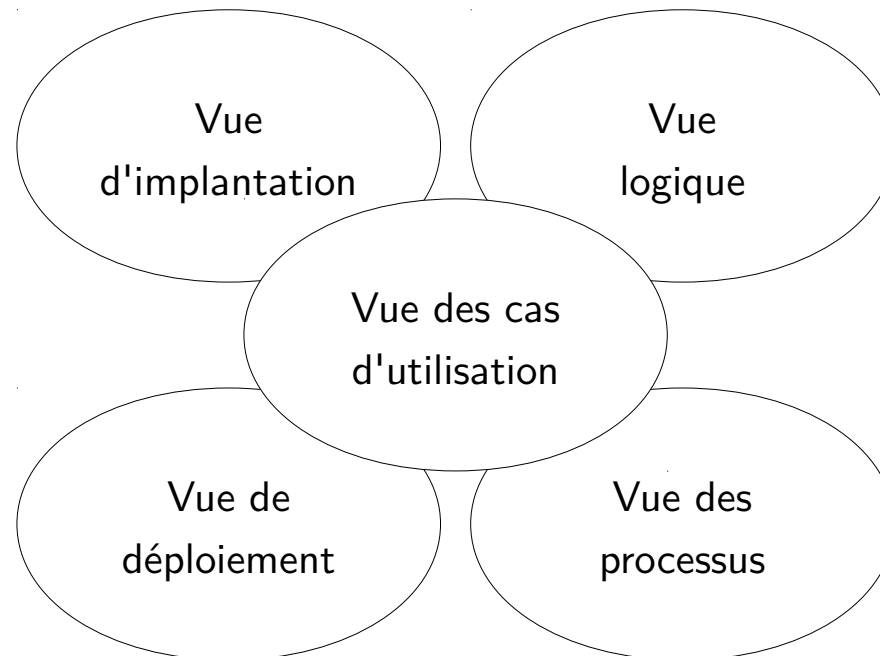 Vue
d'implantation
Vue
logique
Vue des cas
d'utilisation
Vue de
déploiement
Vue des
processus